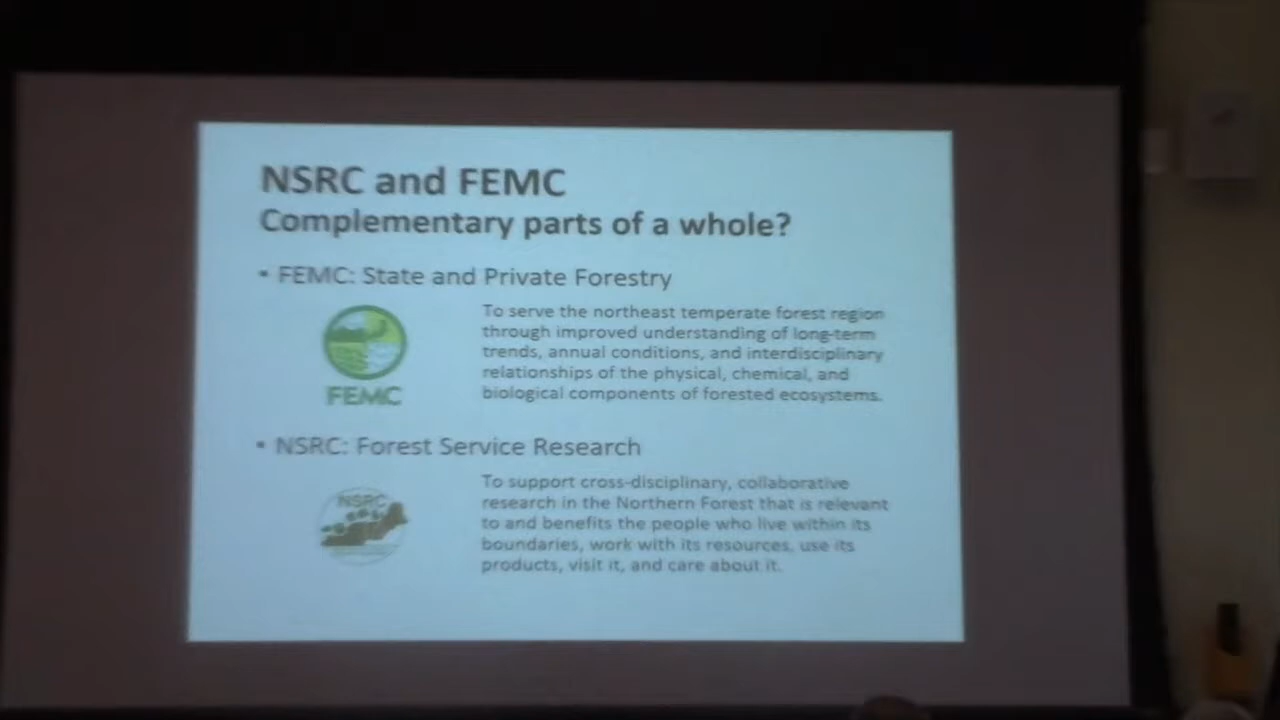 NSRC and FEMC
Complementary parts of a whole?
• FEMC: State and Private Forestry
To serve the northeast temperate forest region
through improved understanding of long-term
trends, annual conditions, and interdisciplinary
relationships of the physical, chemical, and
biological components of forested ecosystems.
FEMC
• NSRC: Forest Service Research
NSRC
To support cross-disciplinary, collaborative
research in the Northern Forest that is relevant
to and benefits the people who live within its
boundaries, work with its resources, use its
products, visit it, and care about it.